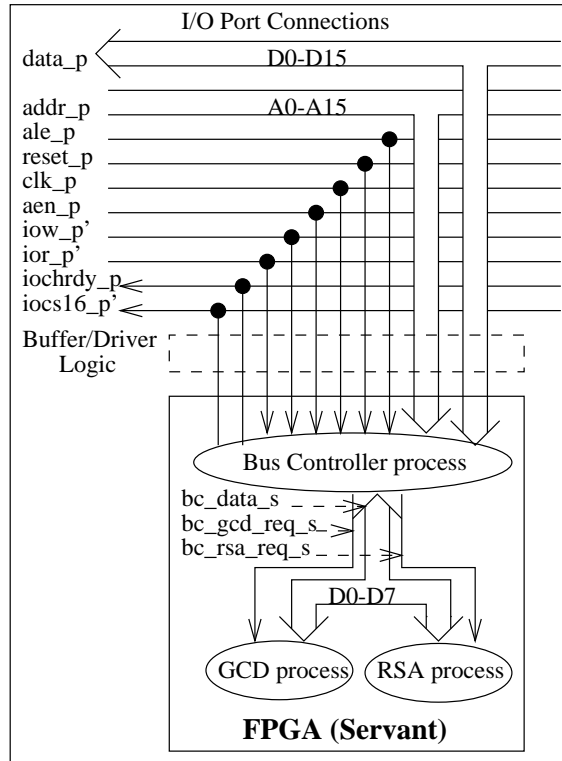 I/O Port Connections
data_p D0-D15
addr_p A0-A15
ale_p
reset_p
clk_p
aen_p
iow_p’
ior_p’
iochrdy_p
iocs16_p’
Buffer/Driver
Logic
Bus Controller process
bc_data_s
bc_gcd_req_s
bc_rsa_req_s
D0-D7
GCD process RSA process
FPGA (Servant)